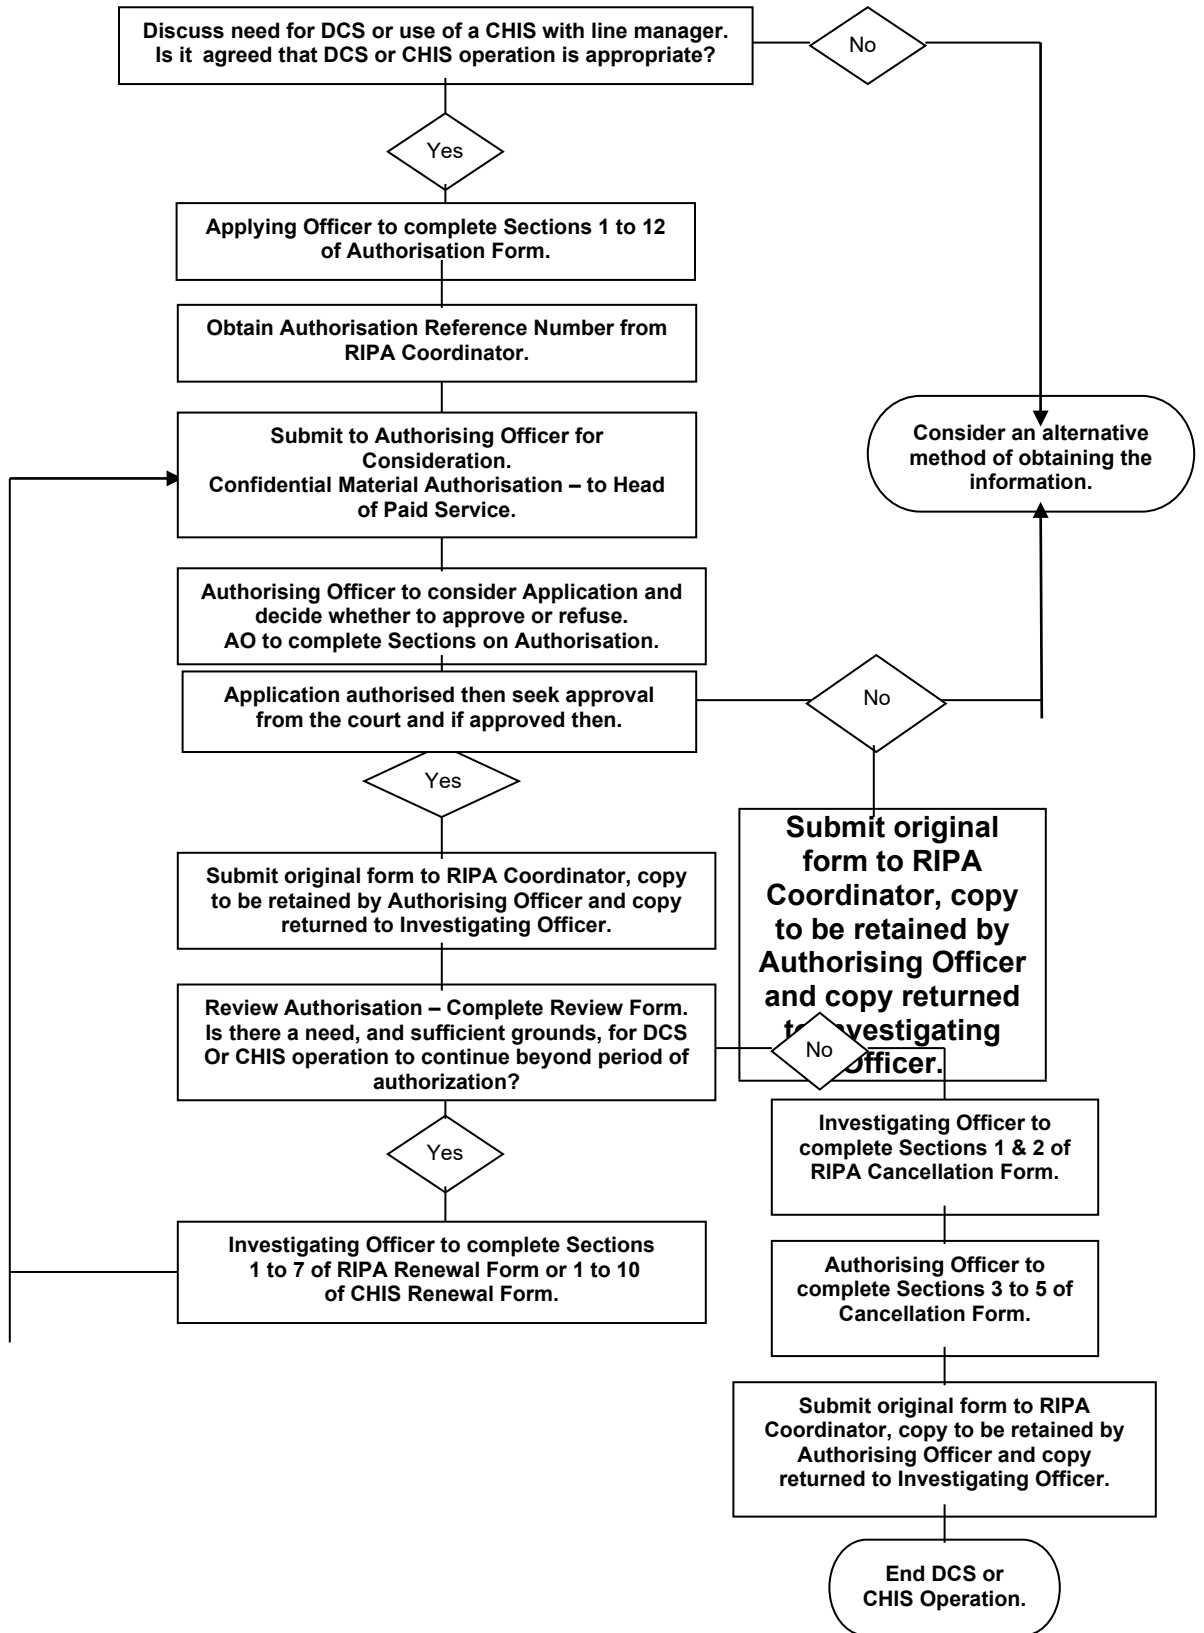 Discuss need for DCS or use of a CHIS with line manager.
Is it agreed that DCS or CHIS operation is appropriate?
No
Yes
Applying Officer to complete Sections 1 to 12
of Authorisation Form.
Obtain Authorisation Reference Number from
RIPA Coordinator.
Submit to Authorising Officer for
Consideration.
Confidential Material Authorisation – to Head
of Paid Service.
Consider an alternative
method of obtaining the
information.
Authorising Officer to consider Application and
decide whether to approve or refuse.
AO to complete Sections on Authorisation.
Application authorised then seek approval
from the court and if approved then.
No
Yes
Submit original
form to RIPA
Coordinator, copy
to be retained by
Authorising Officer
and copy returned
to Investigating
Officer.
Submit original form to RIPA Coordinator, copy
to be retained by Authorising Officer and copy
returned to Investigating Officer.
Review Authorisation – Complete Review Form.
Is there a need, and sufficient grounds, for DCS
Or CHIS operation to continue beyond period of
authorization?
No
Yes
Investigating Officer to
complete Sections 1 & 2 of
RIPA Cancellation Form.
Investigating Officer to complete Sections
1 to 7 of RIPA Renewal Form or 1 to 10
of CHIS Renewal Form.
Authorising Officer to
complete Sections 3 to 5 of
Cancellation Form.
Submit original form to RIPA
Coordinator, copy to be retained by
Authorising Officer and copy
returned to Investigating Officer.
End DCS or
CHIS Operation.